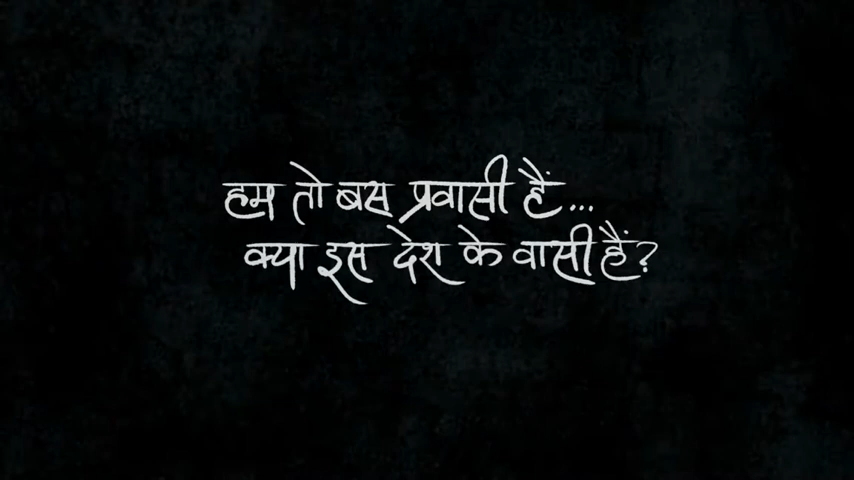 हम तो बस प्रवासी हैं...
क्या इस देश के वासी हैं?